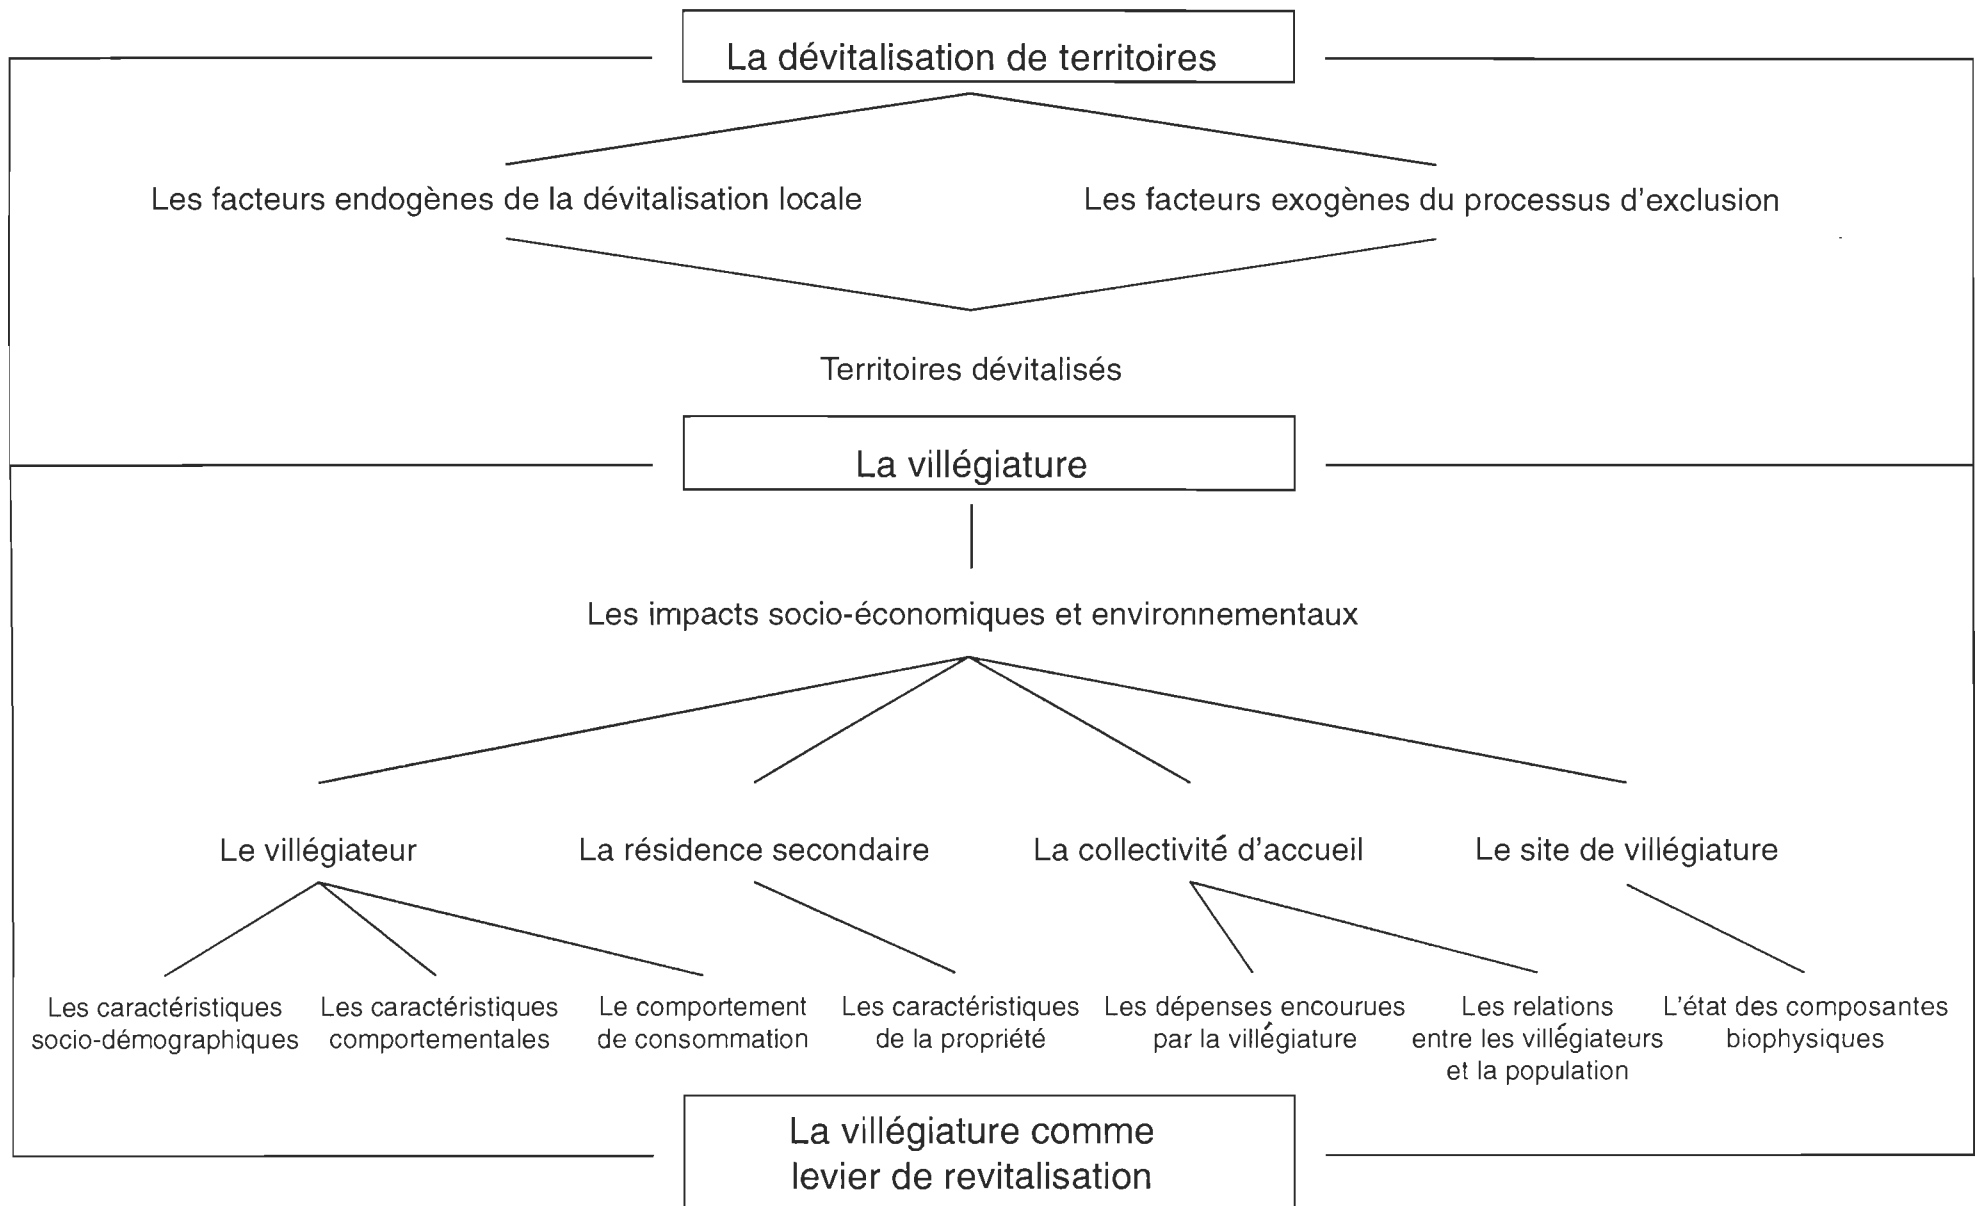 La dévitalisation de territoires
Les facteurs endogènes de la dévitalisation locale
Les facteurs exogènes du processus d'exclusion
Territoires dévitalisés
La villégiature
Les impacts socio-économiques et environnementaux
Le villégiateur
La résidence secondaire
La collectivité d'accueil
Le site de villégiature
Les caractéristiques
socio-démographiques
Les caractéristiques
comportementales
Le comportement
de consommation
Les caractéristiques
de la propriété
Les dépenses encourues
par la villégiature
Les relations
entre les villégiateurs
et la population
L'état des composantes
biophysiques
La villégiature comme
levier de revitalisation